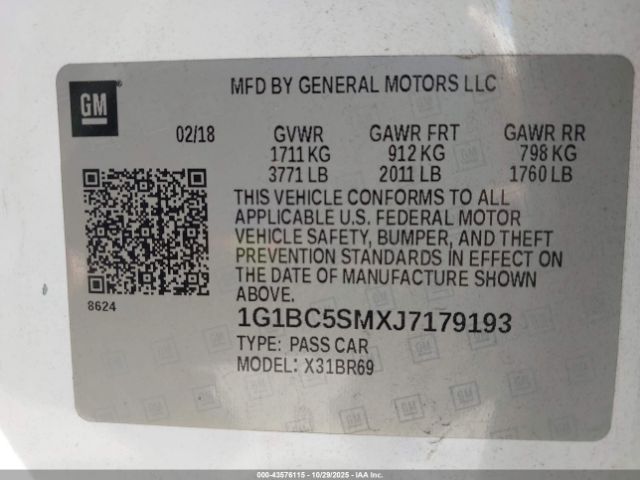 GM
MFD BY GENERAL MOTORS LLC
02/18 GVWR GAWR FRT GAWR RR
1711 KG 912 KG 798 KG
3771 LB 2011 LB 1760 LB
THIS VEHICLE CONFORMS TO ALL
APPLICABLE U.S. FEDERAL MOTOR
VEHICLE SAFETY, BUMPER, AND THEFT
PREVENTION STANDARDS IN EFFECT ON
THE DATE OF MANUFACTURE SHOWN
ABOVE.
8624
1G1BC5SMXJ7179193
TYPE: PASS CAR
MODEL: X31BR69
000-43576115 - 10/29/2025 - IAAI.CA